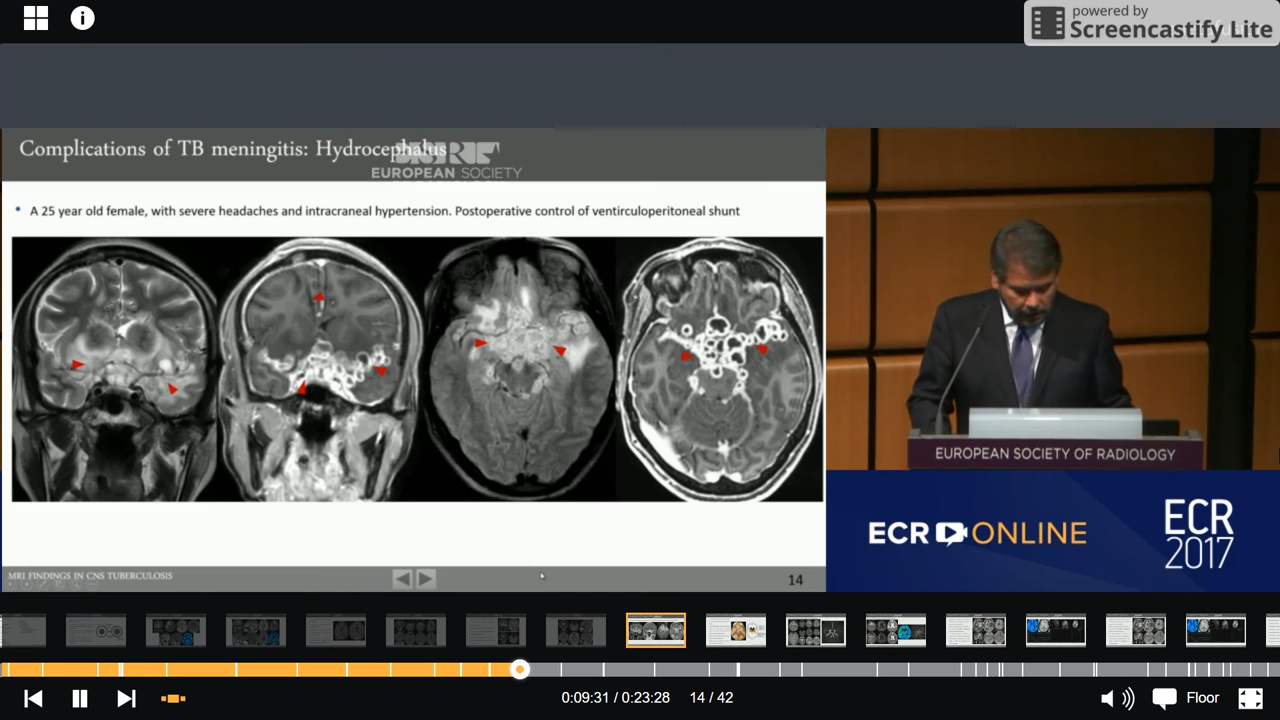 powered by
Screencastify Lite
Complications of TB meningitis: Hydrocephalus
EUROPEAN SOCIETY
• A 25 year old female, with severe headaches and intracraneal hypertension. Postoperative control of ventirculoperitoneal shunt
EUROPEAN SOCIETY OF RADIOLOGY
ECR ONLINE
ECR
2017
MRI FINDINGS IN CNS TUBERCULOSIS
14
0:09:31 / 0:23:28
14 / 42
Floor